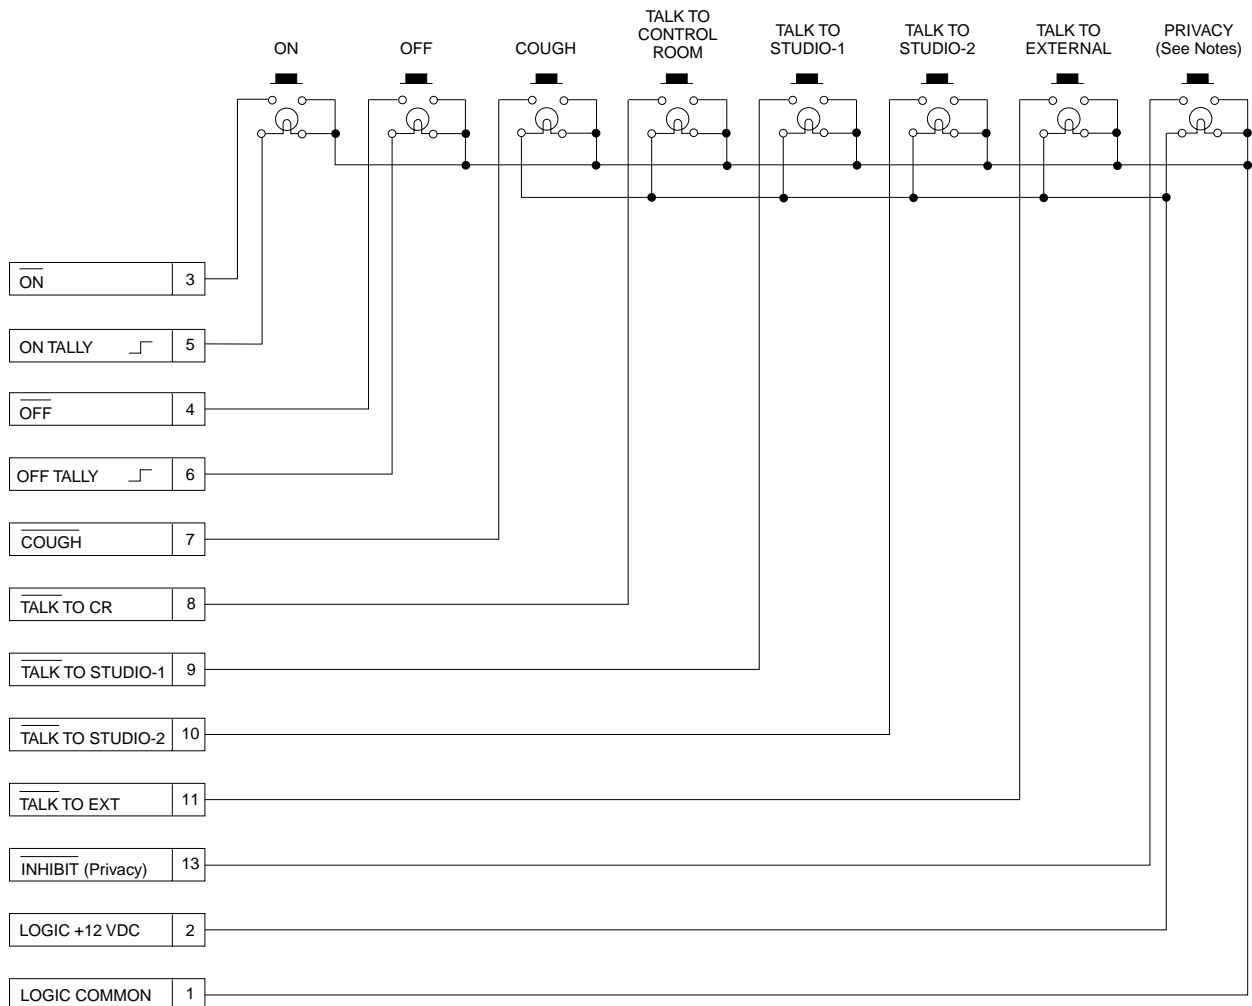 ON
OFF
COUGH
TALK TO
CONTROL
ROOM
TALK TO
STUDIO-1
TALK TO
STUDIO-2
TALK TO
EXTERNAL
PRIVACY
(See Notes)
ON 3
ON TALLY 5
OFF 4
OFF TALLY 6
COUGH 7
TALK TO CR 8
TALK TO STUDIO-1 9
TALK TO STUDIO-2 10
TALK TO EXT 11
INHIBIT (Privacy) 13
LOGIC +12 VDC 2
LOGIC COMMON 1